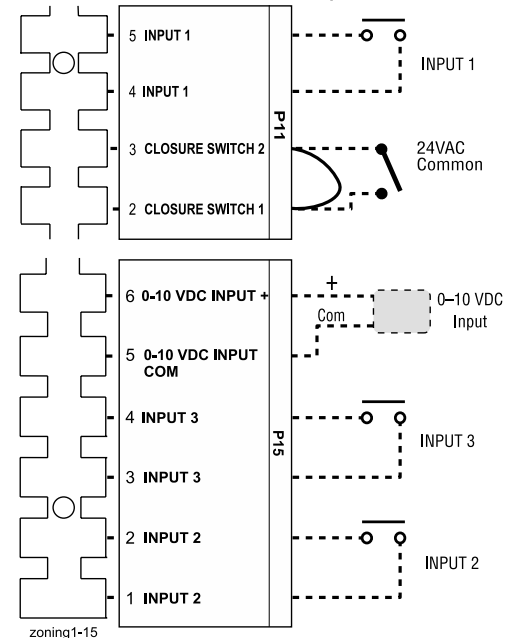 5 INPUT 1
INPUT 1
4 INPUT 1
P11
3 CLOSURE SWITCH 2
24VAC
Common
2 CLOSURE SWITCH 1
6 0-10 VDC INPUT +
+
0–10 VDC
Input
Com
5 0-10 VDC INPUT
COM
4 INPUT 3
P15
INPUT 3
3 INPUT 3
2 INPUT 2
INPUT 2
1 INPUT 2
zoning1-15